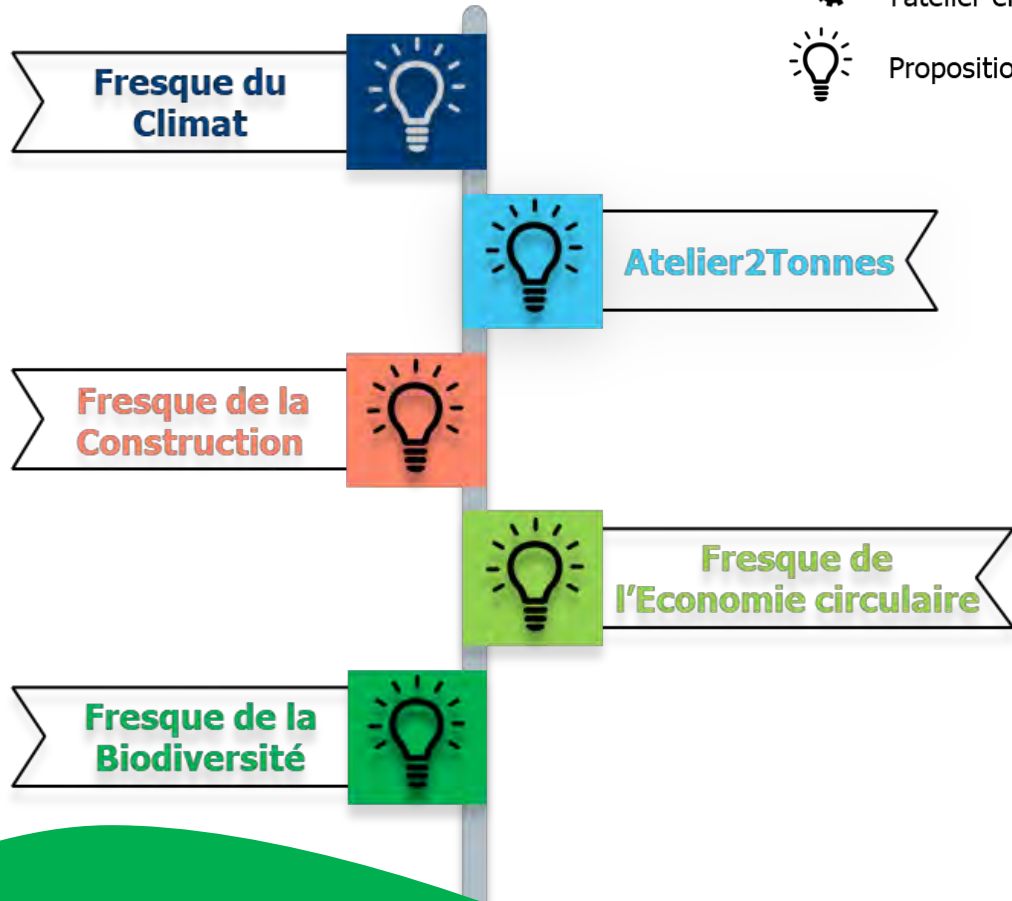 Propositio
Fresque du
Climat
Atelier2Tonnes
Fresque de la
Construction
Fresque de
l'Economie circulaire
Fresque de la
Biodiversité